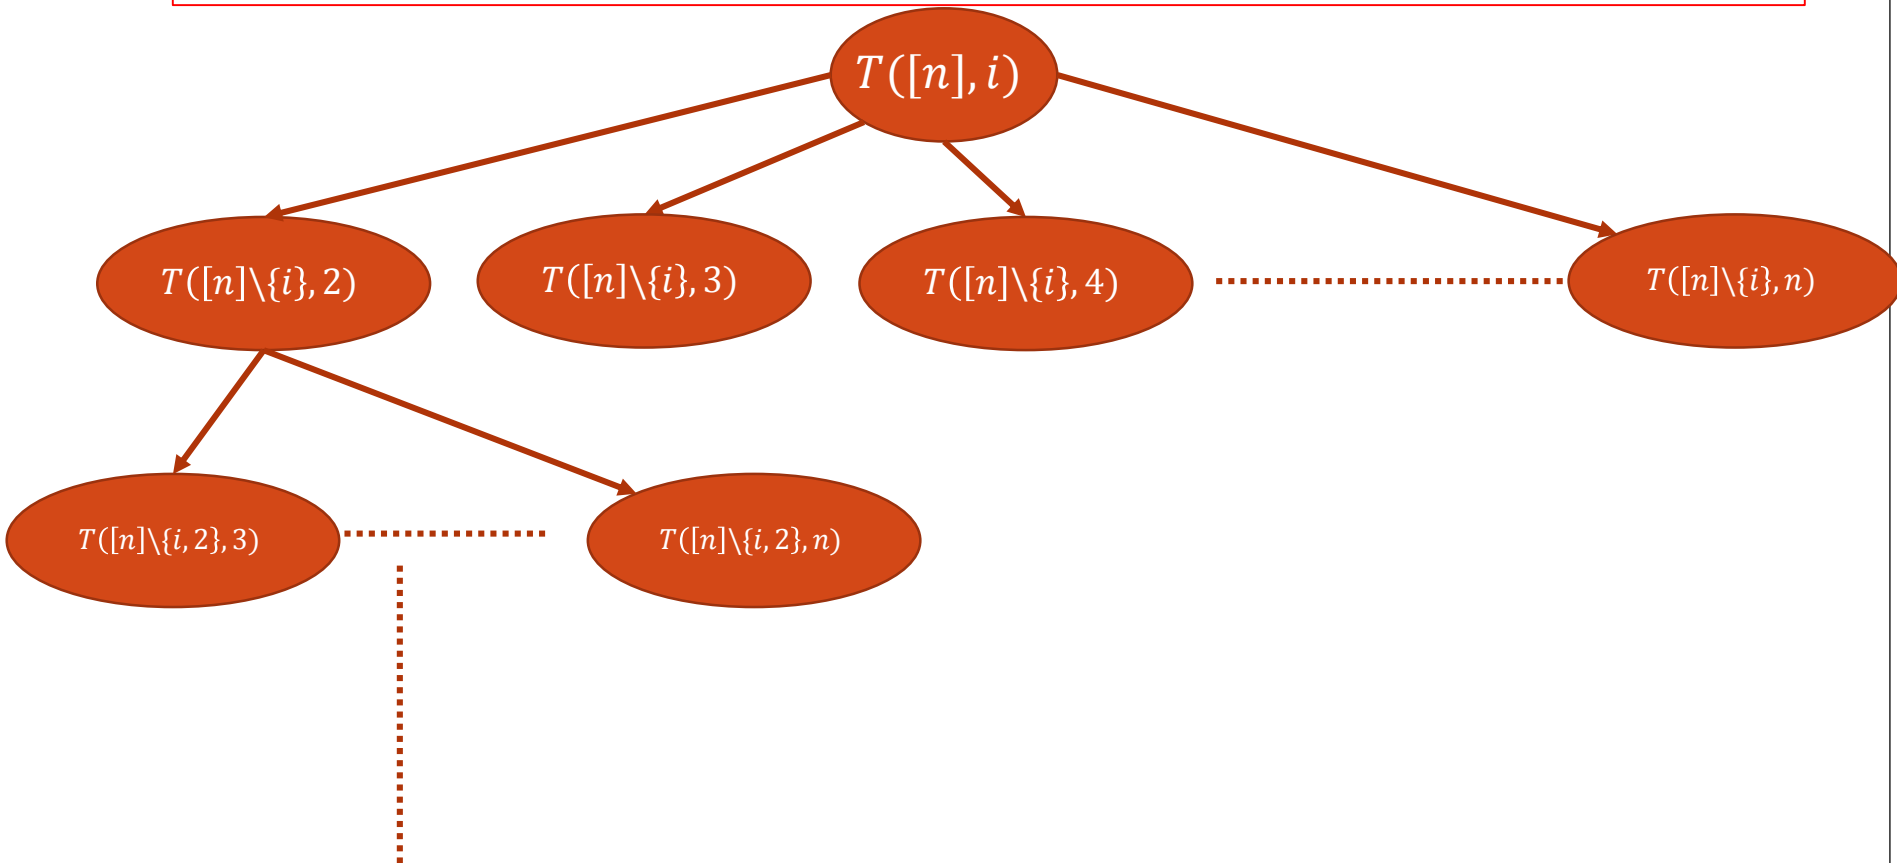 T([n], i)
T([n]\{i}, 2)
T([n]\{i}, 3)
T([n]\{i}, 4)
T([n]\{i}, n)
T([n]\{i, 2}, 3)
T([n]\{i, 2}, n)